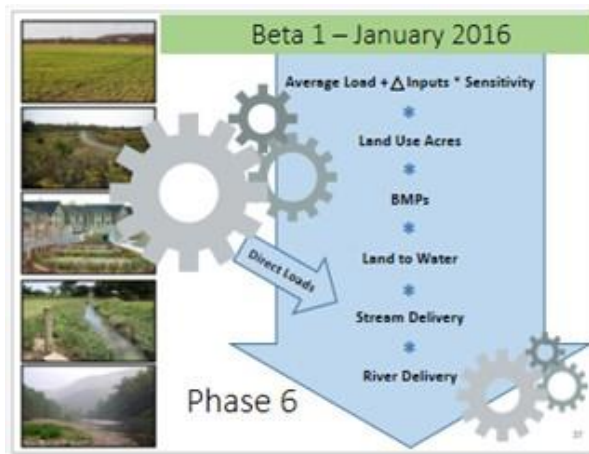 Beta 1 – January 2016
Average Load + △ Inputs * Sensitivity
*
Land Use Acres
*
BMPs
*
Land to Water
Direct Loads
*
Stream Delivery
*
River Delivery
Phase 6